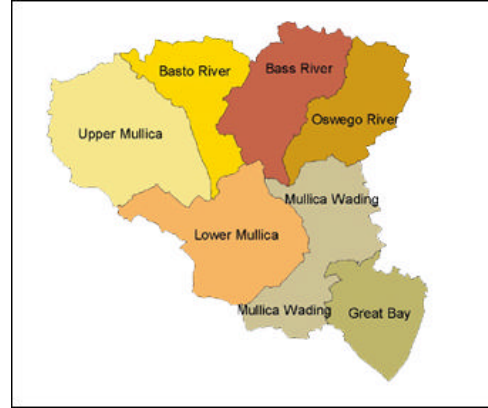 Basto River
Bass River
Oswego River
Upper Mullica
Mullica Wading
Lower Mullica
Mullica Wading
Great Bay